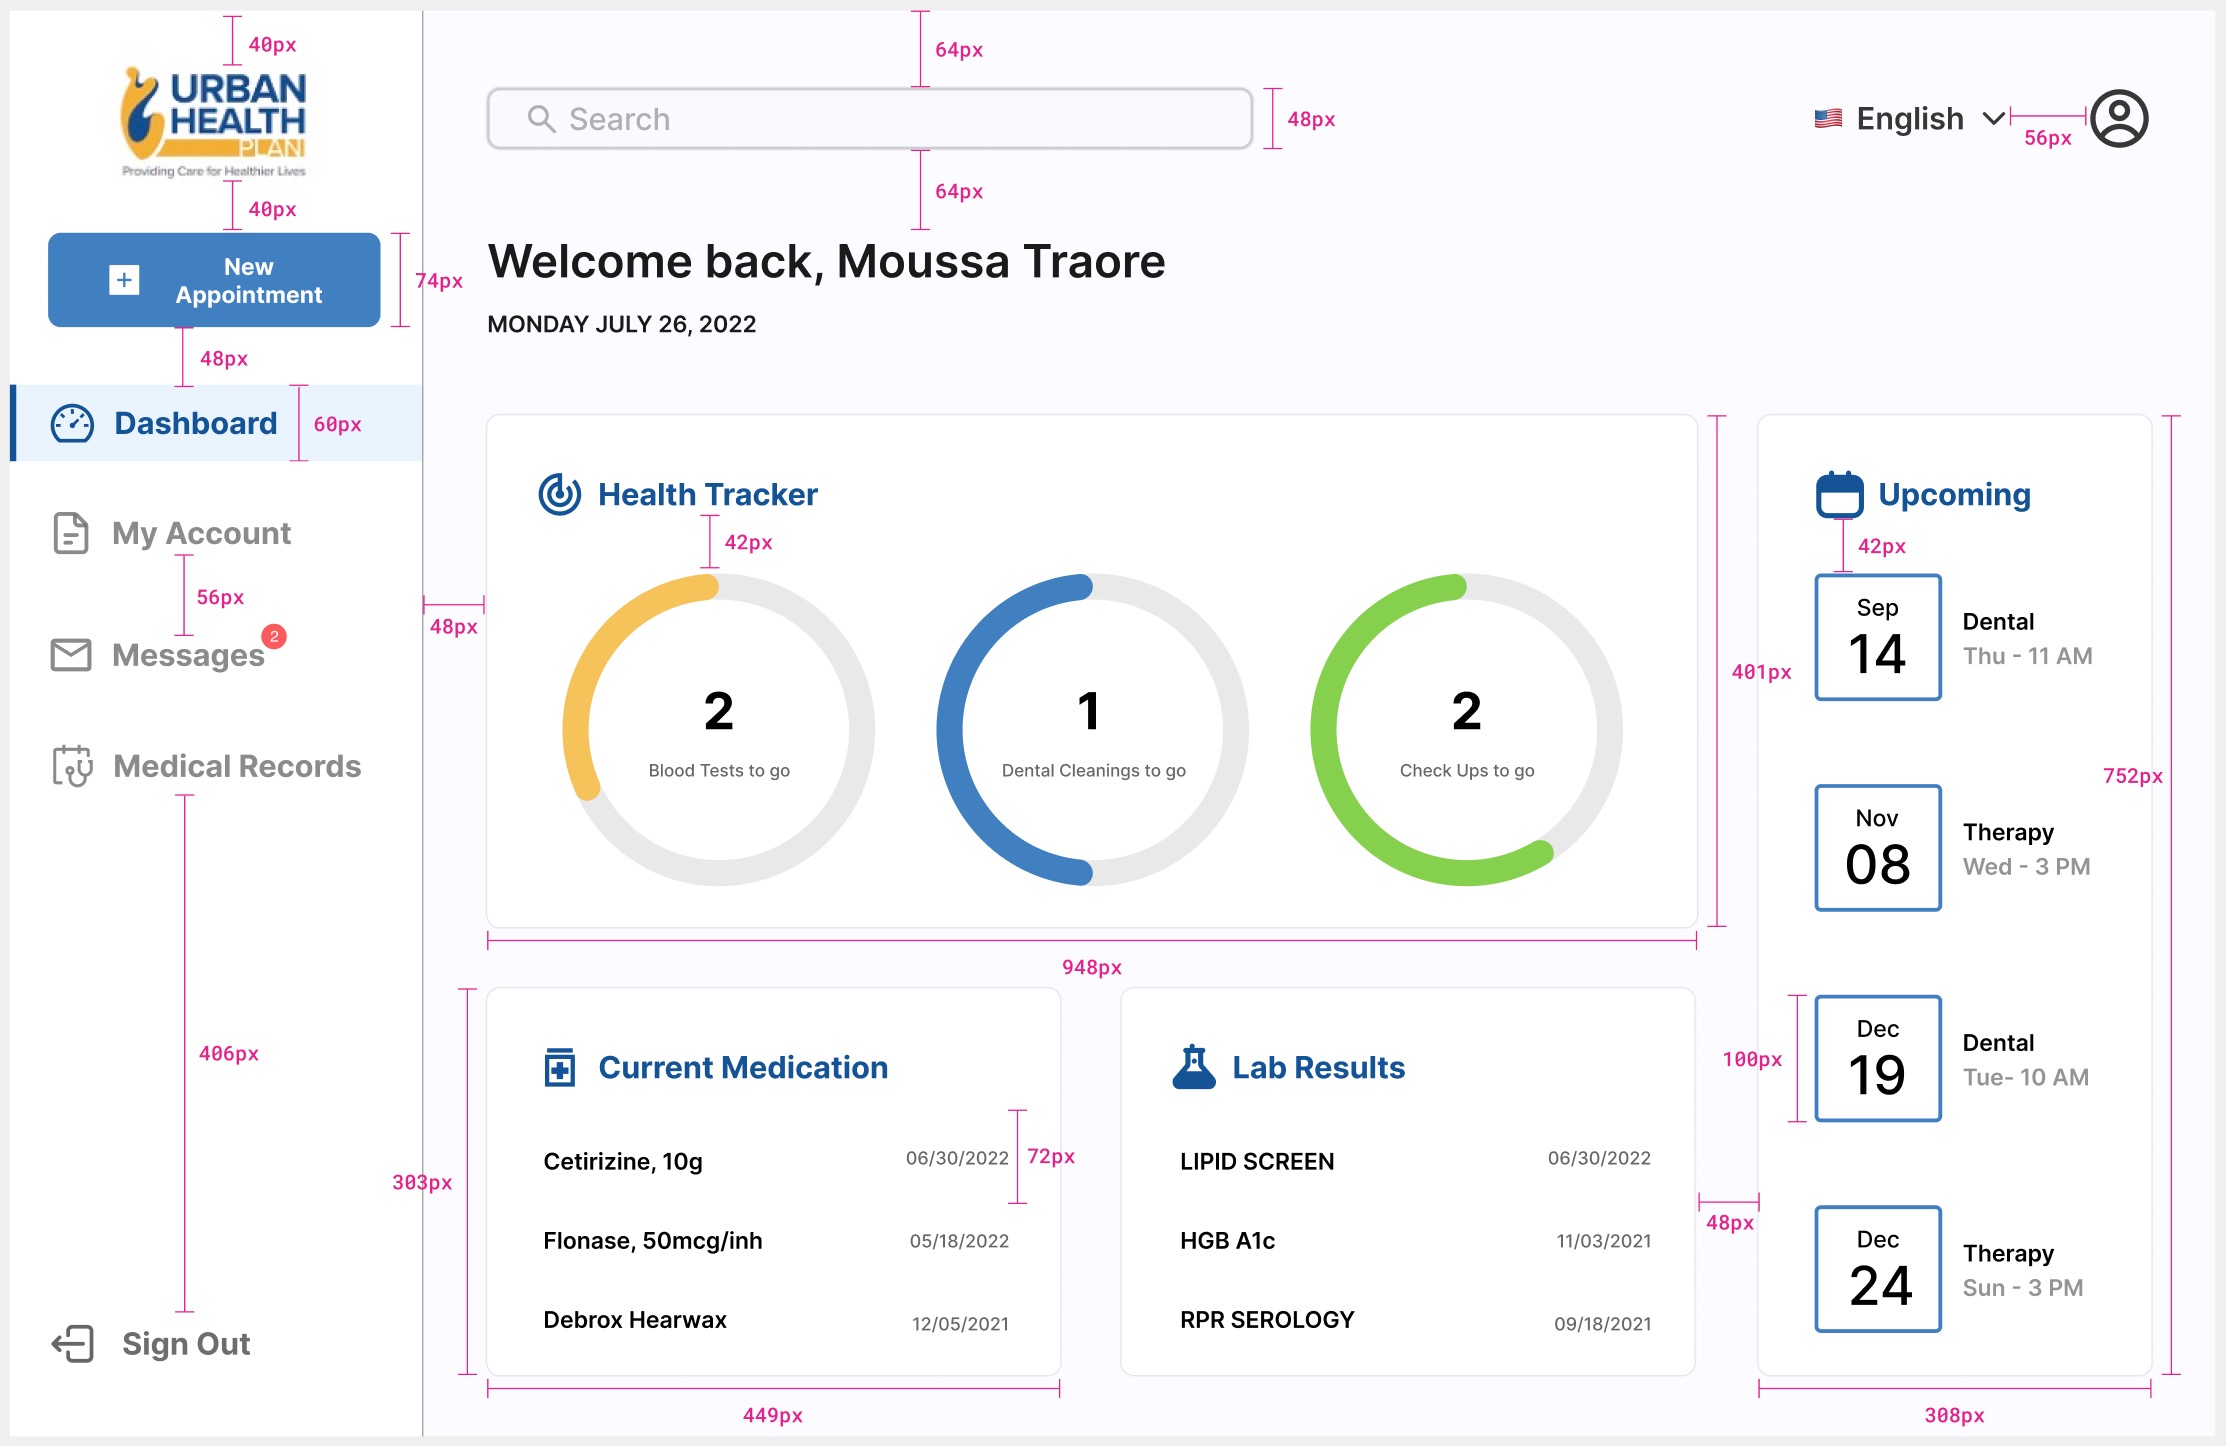 40px
URBAN
HEALTH
PLAN
Providing Care for Healthier Lives
40px
New
Appointment
74px
48px
Dashboard
60px
My Account
56px
Messages
2
Medical Records
406px
Sign Out
64px
Search
48px
64px
English
56px
Welcome back, Moussa Traore
MONDAY JULY 26, 2022
48px
Health Tracker
42px
2
Blood Tests to go
1
Dental Cleanings to go
2
Check Ups to go
401px
948px
303px
Current Medication
Cetirizine, 10g 06/30/2022
72px
Flonase, 50mcg/inh 05/18/2022
Debrox Hearwax 12/05/2021
449px
Lab Results
LIPID SCREEN 06/30/2022
HGB A1c 11/03/2021
RPR SEROLOGY 09/18/2021
48px
Upcoming
42px
Sep
14
Dental
Thu - 11 AM
752px
Nov
08
Therapy
Wed - 3 PM
100px
Dec
19
Dental
Tue- 10 AM
Dec
24
Therapy
Sun - 3 PM
308px